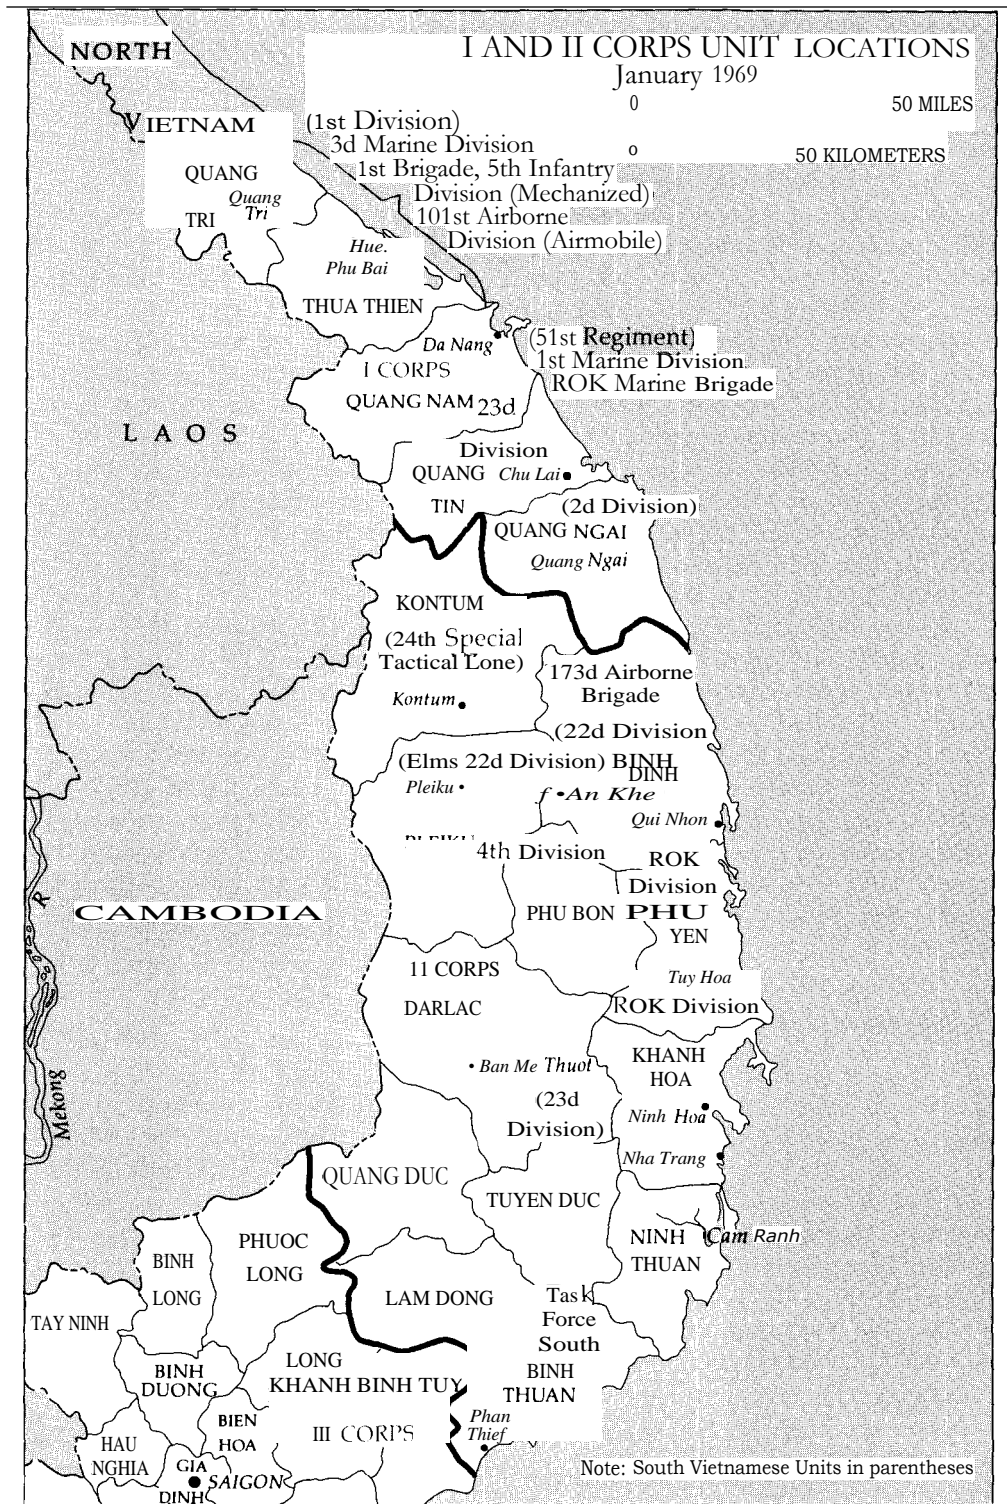 I AND II CORPS UNIT LOCATIONS
January 1969
0 50 MILES
0 50 KILOMETERS
NORTH
VIETNAM
(1st Division)
3d Marine Division
1st Brigade, 5th Infantry
Division (Mechanized)
101st Airborne
Division (Airmobile)
QUANG
Quang
Tri
TRI
Hue.
Phu Bai
THUA THIEN
Da Nang
(51st Regiment)
1st Marine Division
ROK Marine Brigade
I CORPS
QUANG NAM 23d
LAOS
Division
QUANG Chu Lai
TIN
(2d Division)
QUANG NGAI
Quang Ngai
KONTUM
(24th Special
Tactical Lone)
Kontum
173d Airborne
Brigade
(22d Division
(Elms 22d Division) BINH
DINH
Pleiku
f An Khe
Qui Nhon
4th Division
ROK
Division
PHU BON PHU
YEN
CAMBODIA
R
Mekong
11 CORPS
Tuy Hoa
DARLAC
ROK Division
KHANH
HOA
Ban Me Thuot
(23d
Division)
Ninh Hoa
Nha Trang
QUANG DUC
TUYEN DUC
PHUOC
LONG
BINH
LONG
NINH
THUAN
Cam Ranh
LAM DONG
Task
Force
South
TAY NINH
LONG
KHANH BINH TUY
BINH
THUAN
BINH
DUONG
BIEN
HOA
III CORPS
Phan
Thief
HAU
NGHIA
GIA
SAIGON
DINH
Note: South Vietnamese Units in parentheses